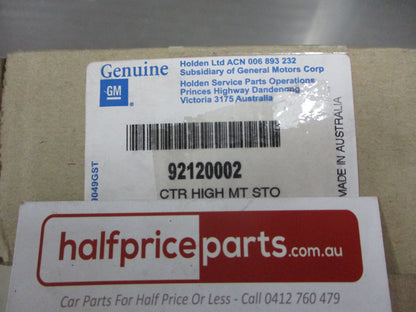 Genuine
GM
Holden Ltd ACN 006 893 232
Subsidiary of General Motors Corp
Holden Service Parts Operations
Princes Highway Dandenong
Victoria 3175 Australia
92120002
CTR HIGH MT STO
MADE IN AUSTRALIA
halfpriceparts.com.au
Car Parts For Half Price Or Less - Call 0412 760 479